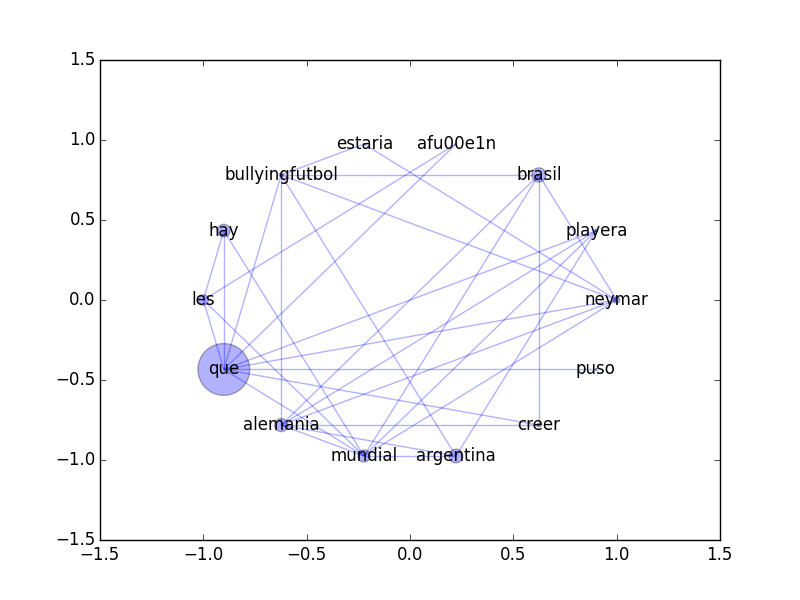 1.5
1.0
estaria afu00e1n
bullyingfutbol brasil
0.5
hay playera
0.0
les neymar
−0.5
que puso
alemania creer
−1.0
mundial argentina
−1.5
−1.5 −1.0 −0.5 0.0 0.5 1.0 1.5